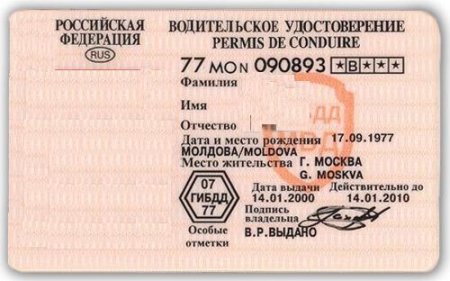 РОССИЙСКАЯ
ФЕДЕРАЦИЯ
RUS
ВОДИТЕЛЬСКОЕ УДОСТОВЕРЕНИЕ
PERMIS DE CONDUIRE
77 MON 090893 ★B★★★
Фамилия
Имя
Отчество
Дата и место рождения 17.09.1977
МОЛДОВА/MOLDOVA
Место жительства Г. МОСКВА
G. MOSKVA
07
ГИБДД
77
Дата выдачи Действительно до
14.01.2000 14.01.2010
Подпись
владельца
Особые
отметки
В.Р.ВЫДАНО